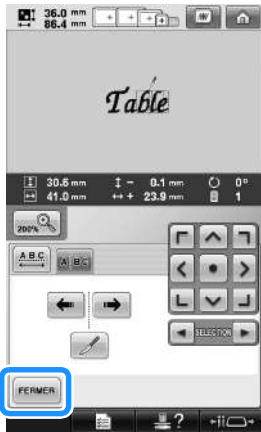 36.0 mm
86.4 mm
Table
30.6 mm - 0.1 mm 0°
41.0 mm + 23.9 mm 1
200%
ABC
A BC
SELECTION
FERMER
?